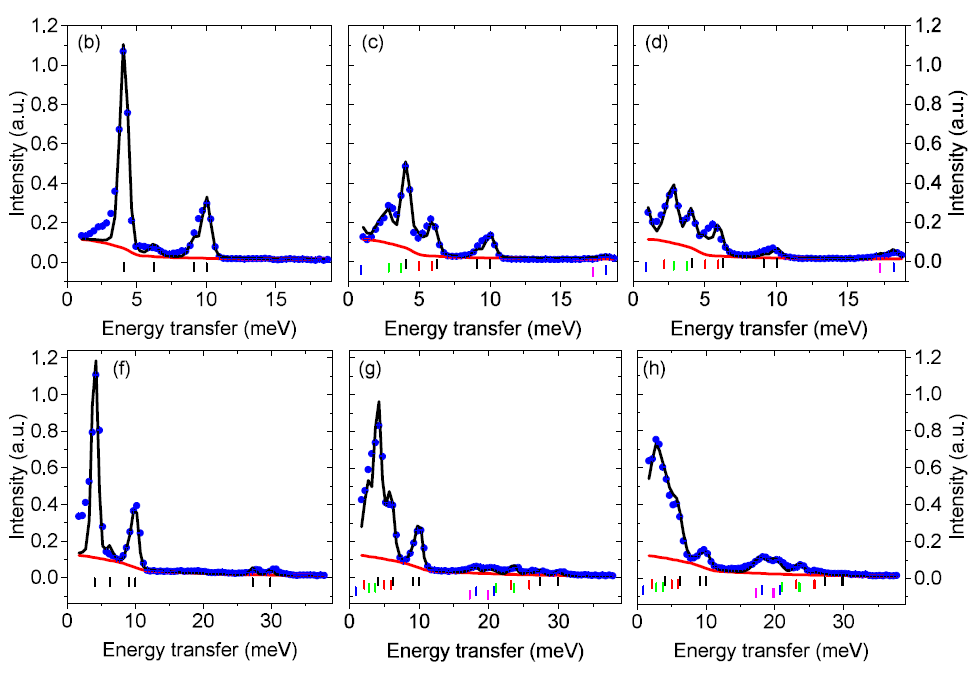 (b) (c) (d)
1.2 1.2
1.0 1.0
0.8 0.8
0.6 0.6
0.4 0.4
0.2 0.2
0.0 0.0
Intensity (a.u.) Intensity (a.u.)
0 5 10 15 0 5 10 15 0 5 10 15
Energy transfer (meV) Energy transfer (meV) Energy transfer (meV)
(f) (g) (h)
1.2 1.2
1.0 1.0
0.8 0.8
0.6 0.6
0.4 0.4
0.2 0.2
0.0 0.0
Intensity (a.u.) Intensity (a.u.)
0 10 20 30 0 10 20 30 0 10 20 30
Energy transfer (meV) Energy transfer (meV) Energy transfer (meV)